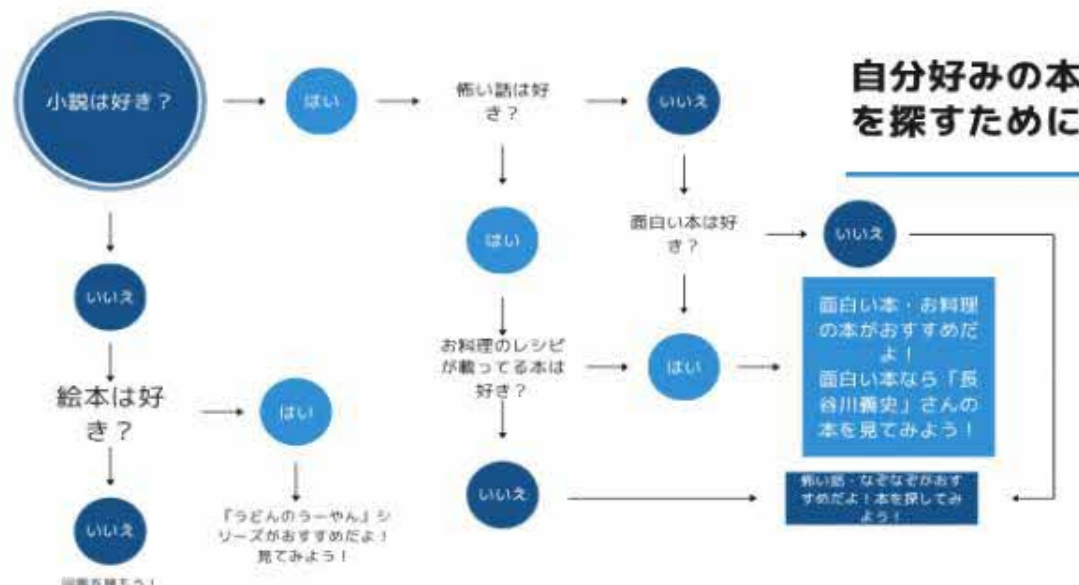 自分好みの本
を探すために
小説は好き？
はい
怖い話は好
き？
いいえ
はい
面白い本は好
き？
いいえ
いいえ
お料理のレシピ
が載ってる本は
好き？
はい
はい
面白い本・お料理
の本がおすすめだ
よ！
面白い本なら「長
谷川義史」さんの
本を見てみよう！
絵本は好
き？
はい
いいえ
怖い話・なぞなぞがおす
すめだよ！本を探してみ
よう！
いいえ
『うどんのうーやん』シ
リーズがおすすめだよ！
見てみよう！